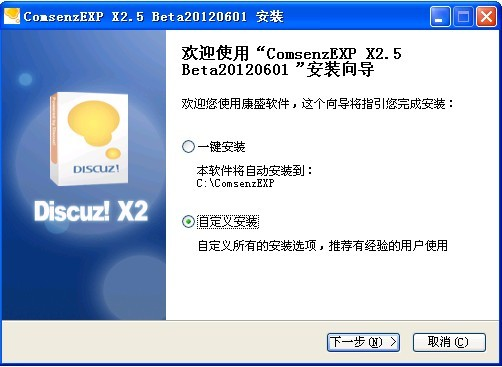 ComsenzEXP X2.5 Beta20120601 安装
欢迎使用“ComsenzEXP X2.5
Beta20120601 ”安装向导
欢迎您使用康盛软件，这个向导将指引您完成安装：
一键安装
本软件将自动安装到：
C:\ComsenzEXP
自定义安装
自定义所有的安装选项，推荐有经验的用户使用
DISCUZ!
Discuz! X2
下一步(N) >
取消(C)